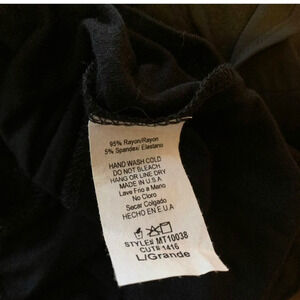 95% Rayon/Rayon
5% Spandex/ Elastano
HAND WASH COLD
DO NOT BLEACH
HANG OR LINE DRY
MADE IN U.S.A
Lave Frio a Mano
No Cloro
Secar Colgado
HECHO EN E.U.A
STYLE# MT10038
CUT# 1416
L/Grande